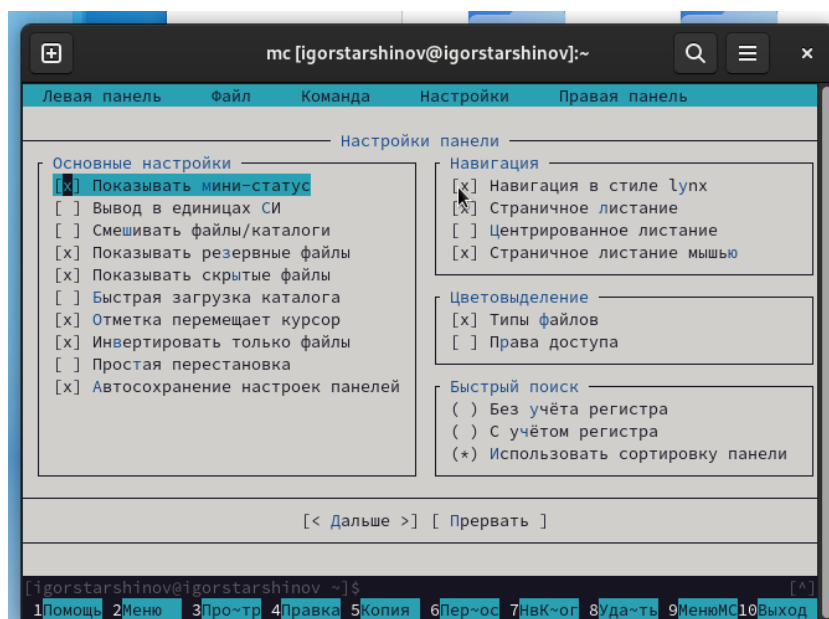 mc [igorstarshinov@igorstarshinov]:~
Левая панель Файл Команда Настройки Правая панель
Настройки панели
Основные настройки
[x] Показывать мини-статус
[ ] Вывод в единицах СИ
[ ] Смешивать файлы/каталоги
[x] Показывать резервные файлы
[x] Показывать скрытые файлы
[ ] Быстрая загрузка каталога
[x] Отметка перемещает курсор
[x] Инвертировать только файлы
[ ] Простая перестановка
[x] Автосохранение настроек панелей
Навигация
[x] Навигация в стиле lynx
[x] Страничное листание
[ ] Центрированное листание
[x] Страничное листание мышью
Цветовыделение
[x] Типы файлов
[ ] Права доступа
Быстрый поиск
( ) Без учёта регистра
( ) С учётом регистра
(*) Использовать сортировку панели
[< Дальше >] [ Прервать ]
[igorstarshinov@igorstarshinov ~]$ [^]
1Помощь 2Меню 3Про~тр 4Правка 5Копия 6Пер~ос 7НвК~ог 8Уда~ть 9МенюМС10Выход